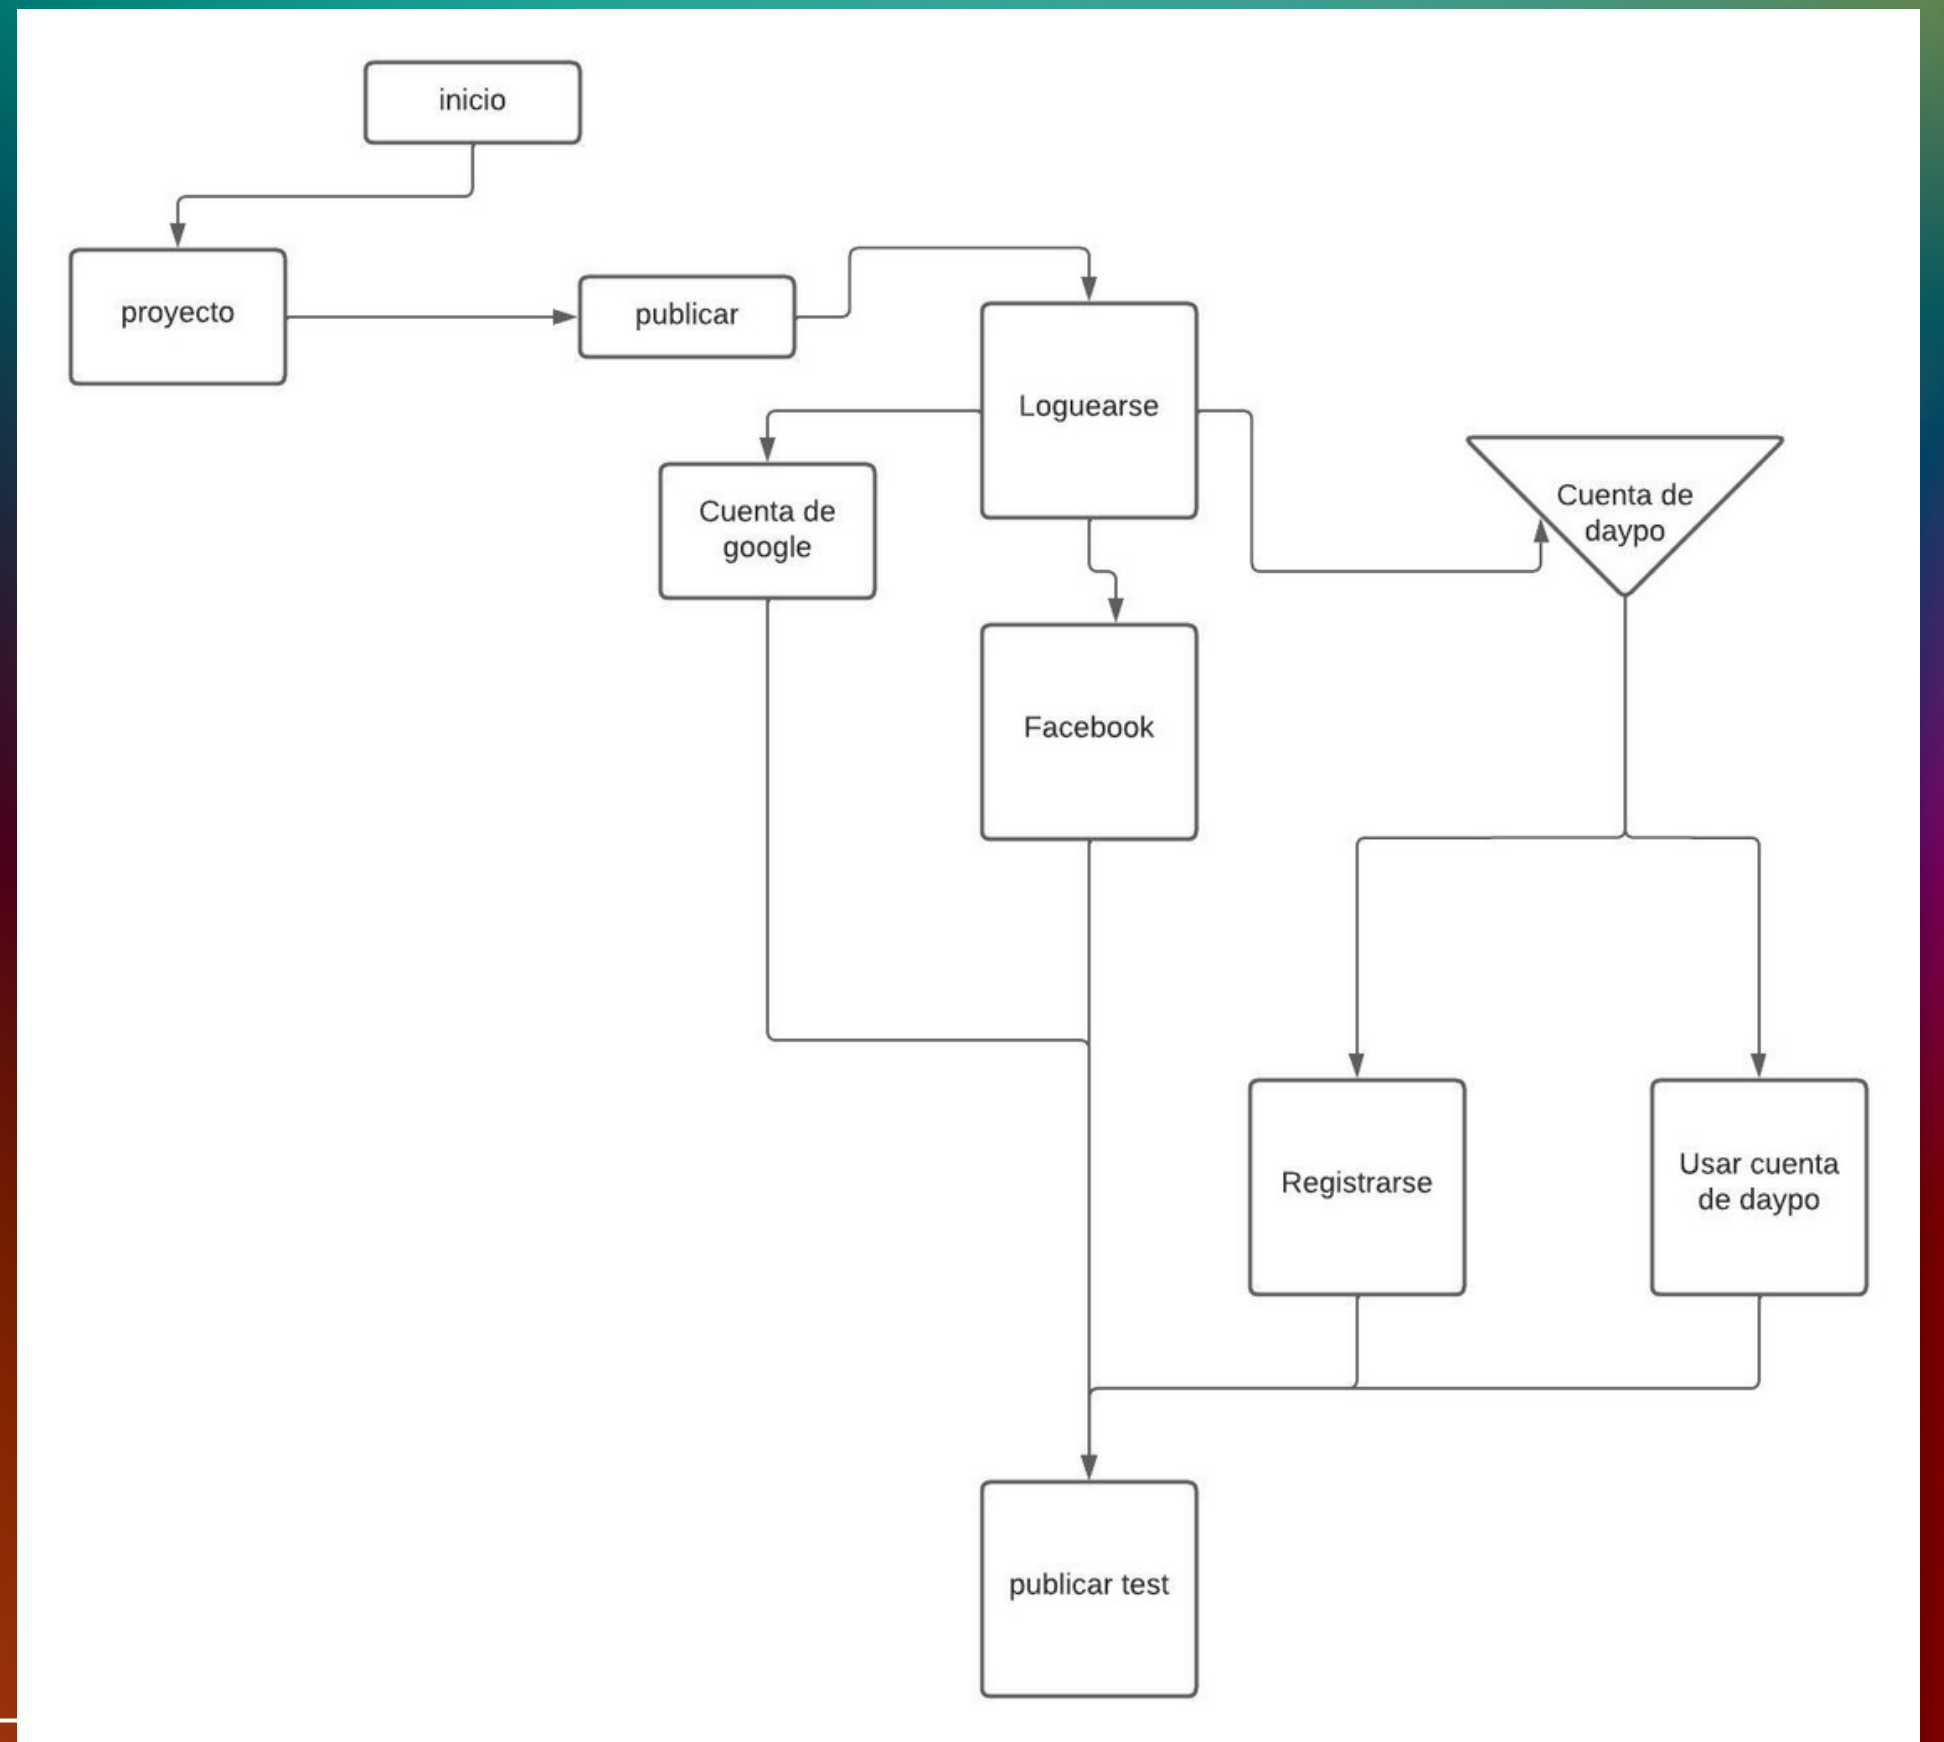 inicio
proyecto
publicar
Loguearse
Cuenta de
google
Cuenta de
daypo
Facebook
Registrarse
Usar cuenta
de daypo
publicar test